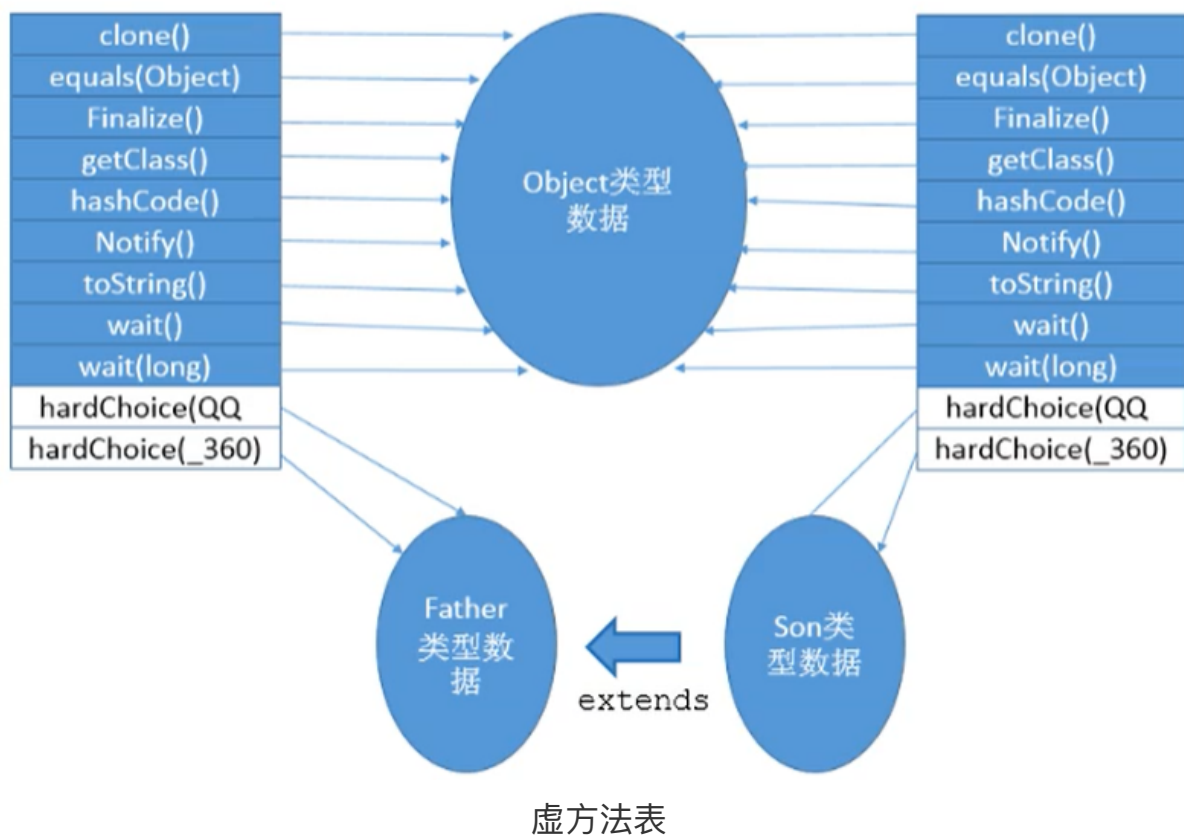 clone()
equals(Object)
Finalize()
getClass()
hashCode()
Notify()
toString()
wait()
wait(long)
hardChoice(QQ
hardChoice(_360)
Object类型
数据
clone()
equals(Object)
Finalize()
getClass()
hashCode()
Notify()
toString()
wait()
wait(long)
hardChoice(QQ
hardChoice(_360)
Father
类型数
据
extends
Son类
型数据
虚方法表